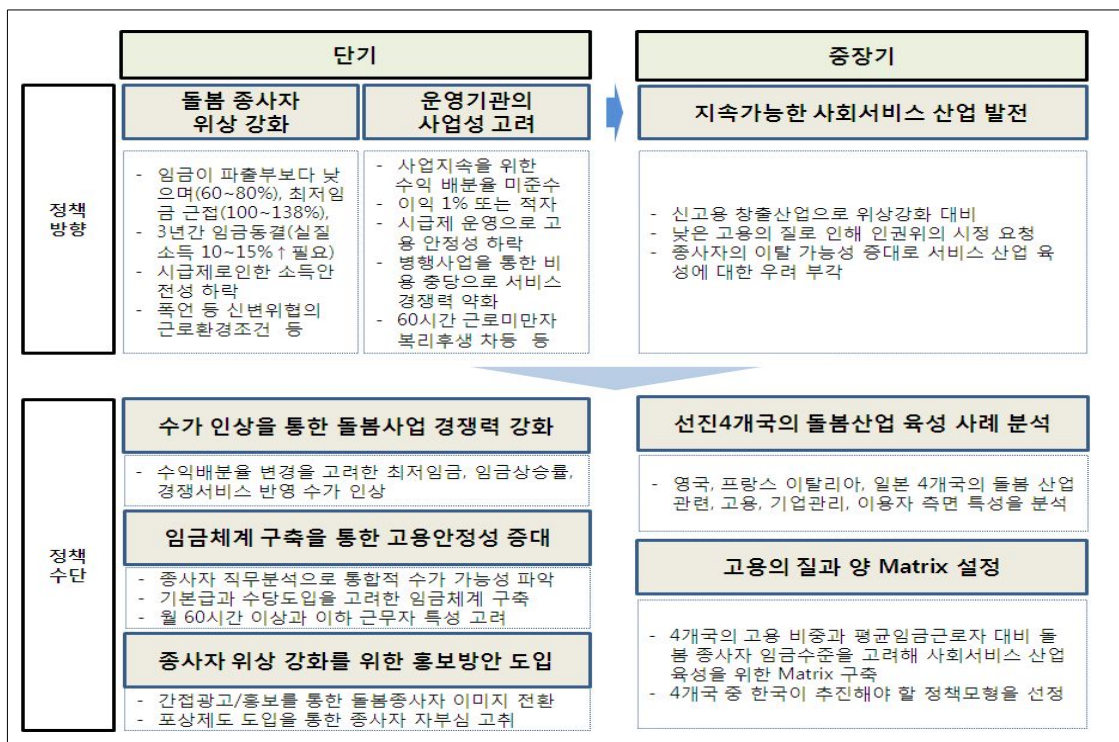 단기
중장기
정책
방향
돌봄 종사자
위상 강화
- 임금이 파출부보다 낮
으며(60~80%), 최저임
금 근접(100~138%),
- 3년간 임금동결(실질
소득 10~15%↑필요)
- 시급제로인한 소득안
전성 하락
- 폭언 등 신변위협의
근로환경조건 등
운영기관의
사업성 고려
- 사업지속을 위한
수익 배분율 미준수
- 이익 1% 또는 적자
- 시급제 운영으로 고
용 안정성 하락
- 병행사업을 통한 비
용 충당으로 서비스
경쟁력 약화
- 60시간 근로미만자
복리후생 차등 등
지속가능한 사회서비스 산업 발전
- 신고용 창출산업으로 위상강화 대비
- 낮은 고용의 질로 인해 인권위의 시정 요청
- 종사자의 이탈 가능성 증대로 서비스 산업 육
성에 대한 우려 부각
정책
수단
수가 인상을 통한 돌봄사업 경쟁력 강화
- 수익배분율 변경을 고려한 최저임금, 임금상승률,
경쟁서비스 반영 수가 인상
임금체계 구축을 통한 고용안정성 증대
- 종사자 직무분석으로 통합적 수가 가능성 파악
- 기본급과 수당도입을 고려한 임금체계 구축
- 월 60시간 이상과 이하 근무자 특성 고려
종사자 위상 강화를 위한 홍보방안 도입
- 간접광고/홍보를 통한 돌봄종사자 이미지 전환
- 포상제도 도입을 통한 종사자 자부심 고취
선진4개국의 돌봄산업 육성 사례 분석
- 영국, 프랑스 이탈리아, 일본 4개국의 돌봄 산업
관련, 고용, 기업관리, 이용자 측면 특성을 분석
고용의 질과 양 Matrix 설정
- 4개국의 고용 비중과 평균임금근로자 대비 돌
봄 종사자 임금수준을 고려해 사회서비스 산업
육성을 위한 Matrix 구축
- 4개국 중 한국이 추진해야 할 정책모형을 선정